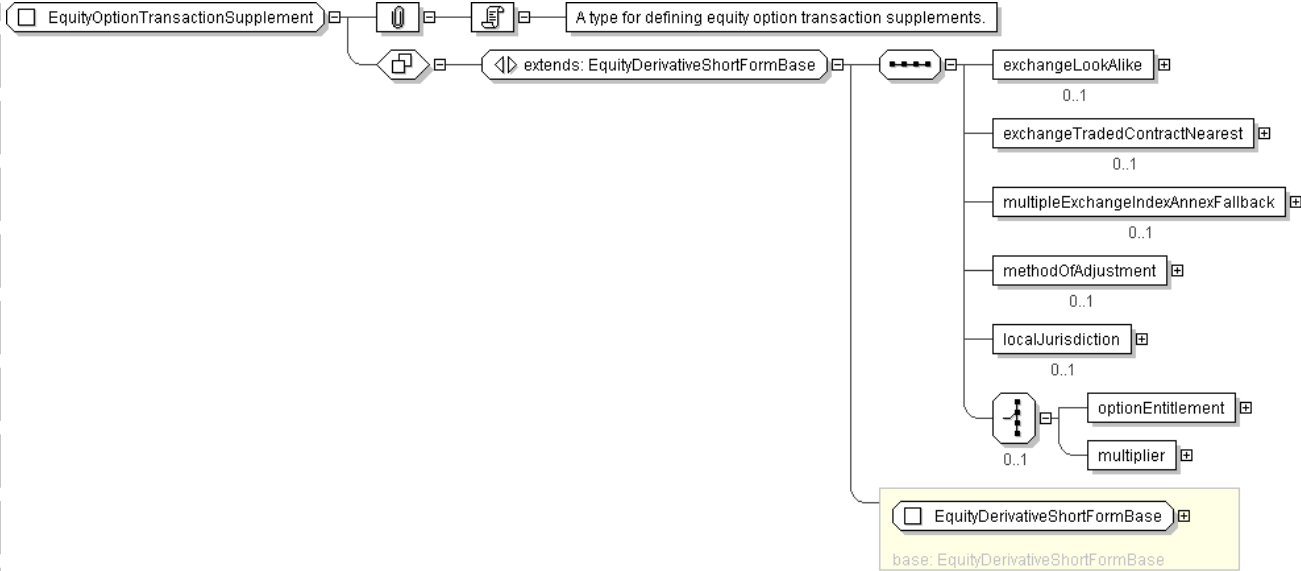 EquityOptionTransactionSupplement
A type for defining equity option transaction supplements.
extends: EquityDerivativeShortFormBase
exchangeLookAlike
0..1
exchangeTradedContractNearest
0..1
multipleExchangeIndexAnnexFallback
0..1
methodOfAdjustment
0..1
localJurisdiction
0..1
optionEntitlement
multiplier
0..1
EquityDerivativeShortFormBase
base: EquityDerivativeShortFormBase